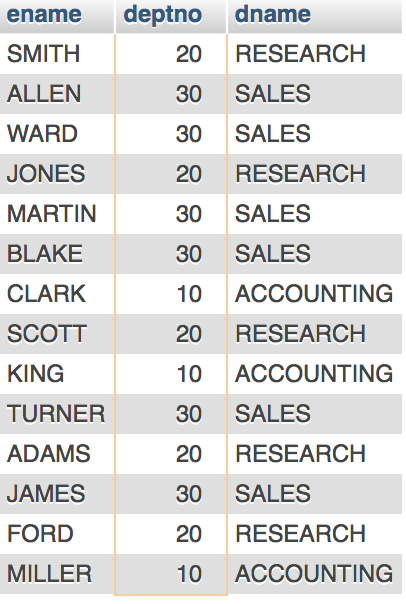 ename deptno dname
SMITH 20 RESEARCH
ALLEN 30 SALES
WARD 30 SALES
JONES 20 RESEARCH
MARTIN 30 SALES
BLAKE 30 SALES
CLARK 10 ACCOUNTING
SCOTT 20 RESEARCH
KING 10 ACCOUNTING
TURNER 30 SALES
ADAMS 20 RESEARCH
JAMES 30 SALES
FORD 20 RESEARCH
MILLER 10 ACCOUNTING